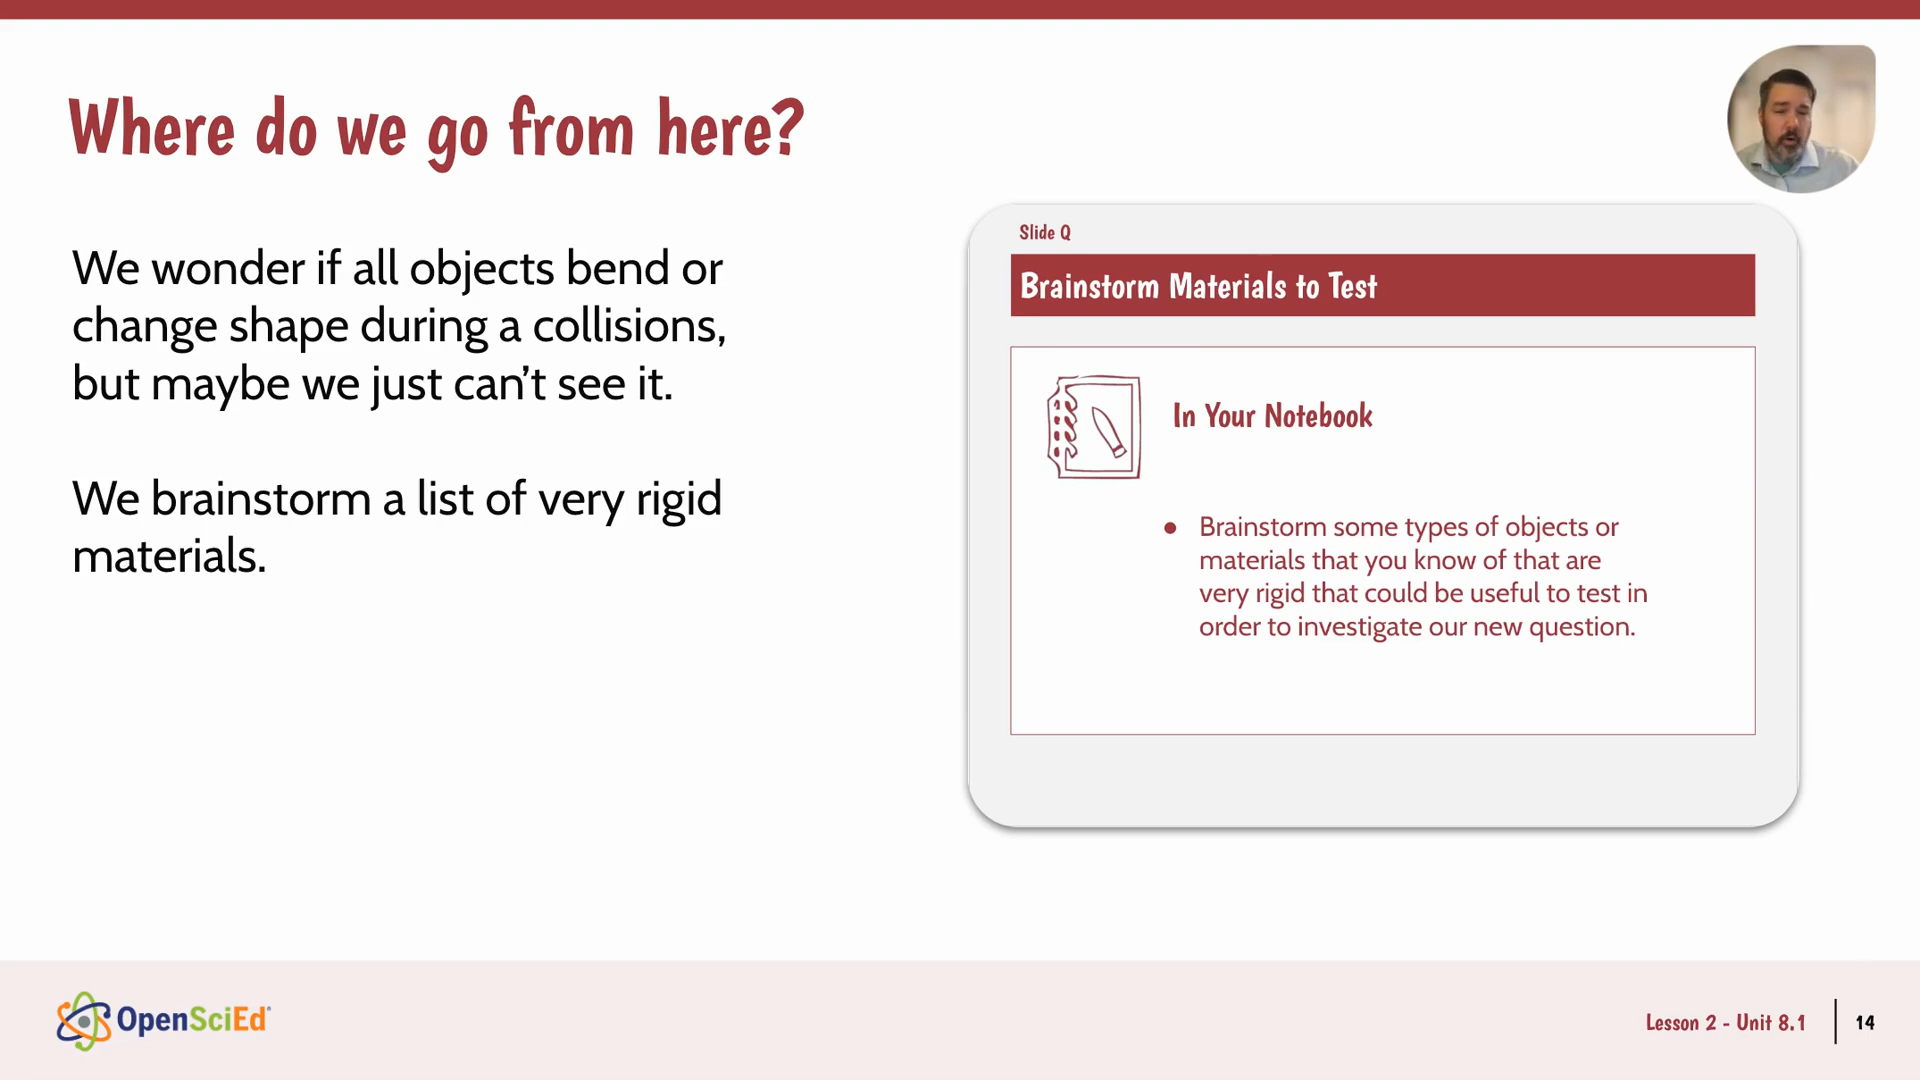 Where do we go from here?
We wonder if all objects bend or
change shape during a collisions,
but maybe we just can't see it.
We brainstorm a list of very rigid
materials.
Slide Q
Brainstorm Materials to Test
In Your Notebook
● Brainstorm some types of objects or
materials that you know of that are
very rigid that could be useful to test in
order to investigate our new question.
OpenSciEd®
Lesson 2 - Unit 8.1
14